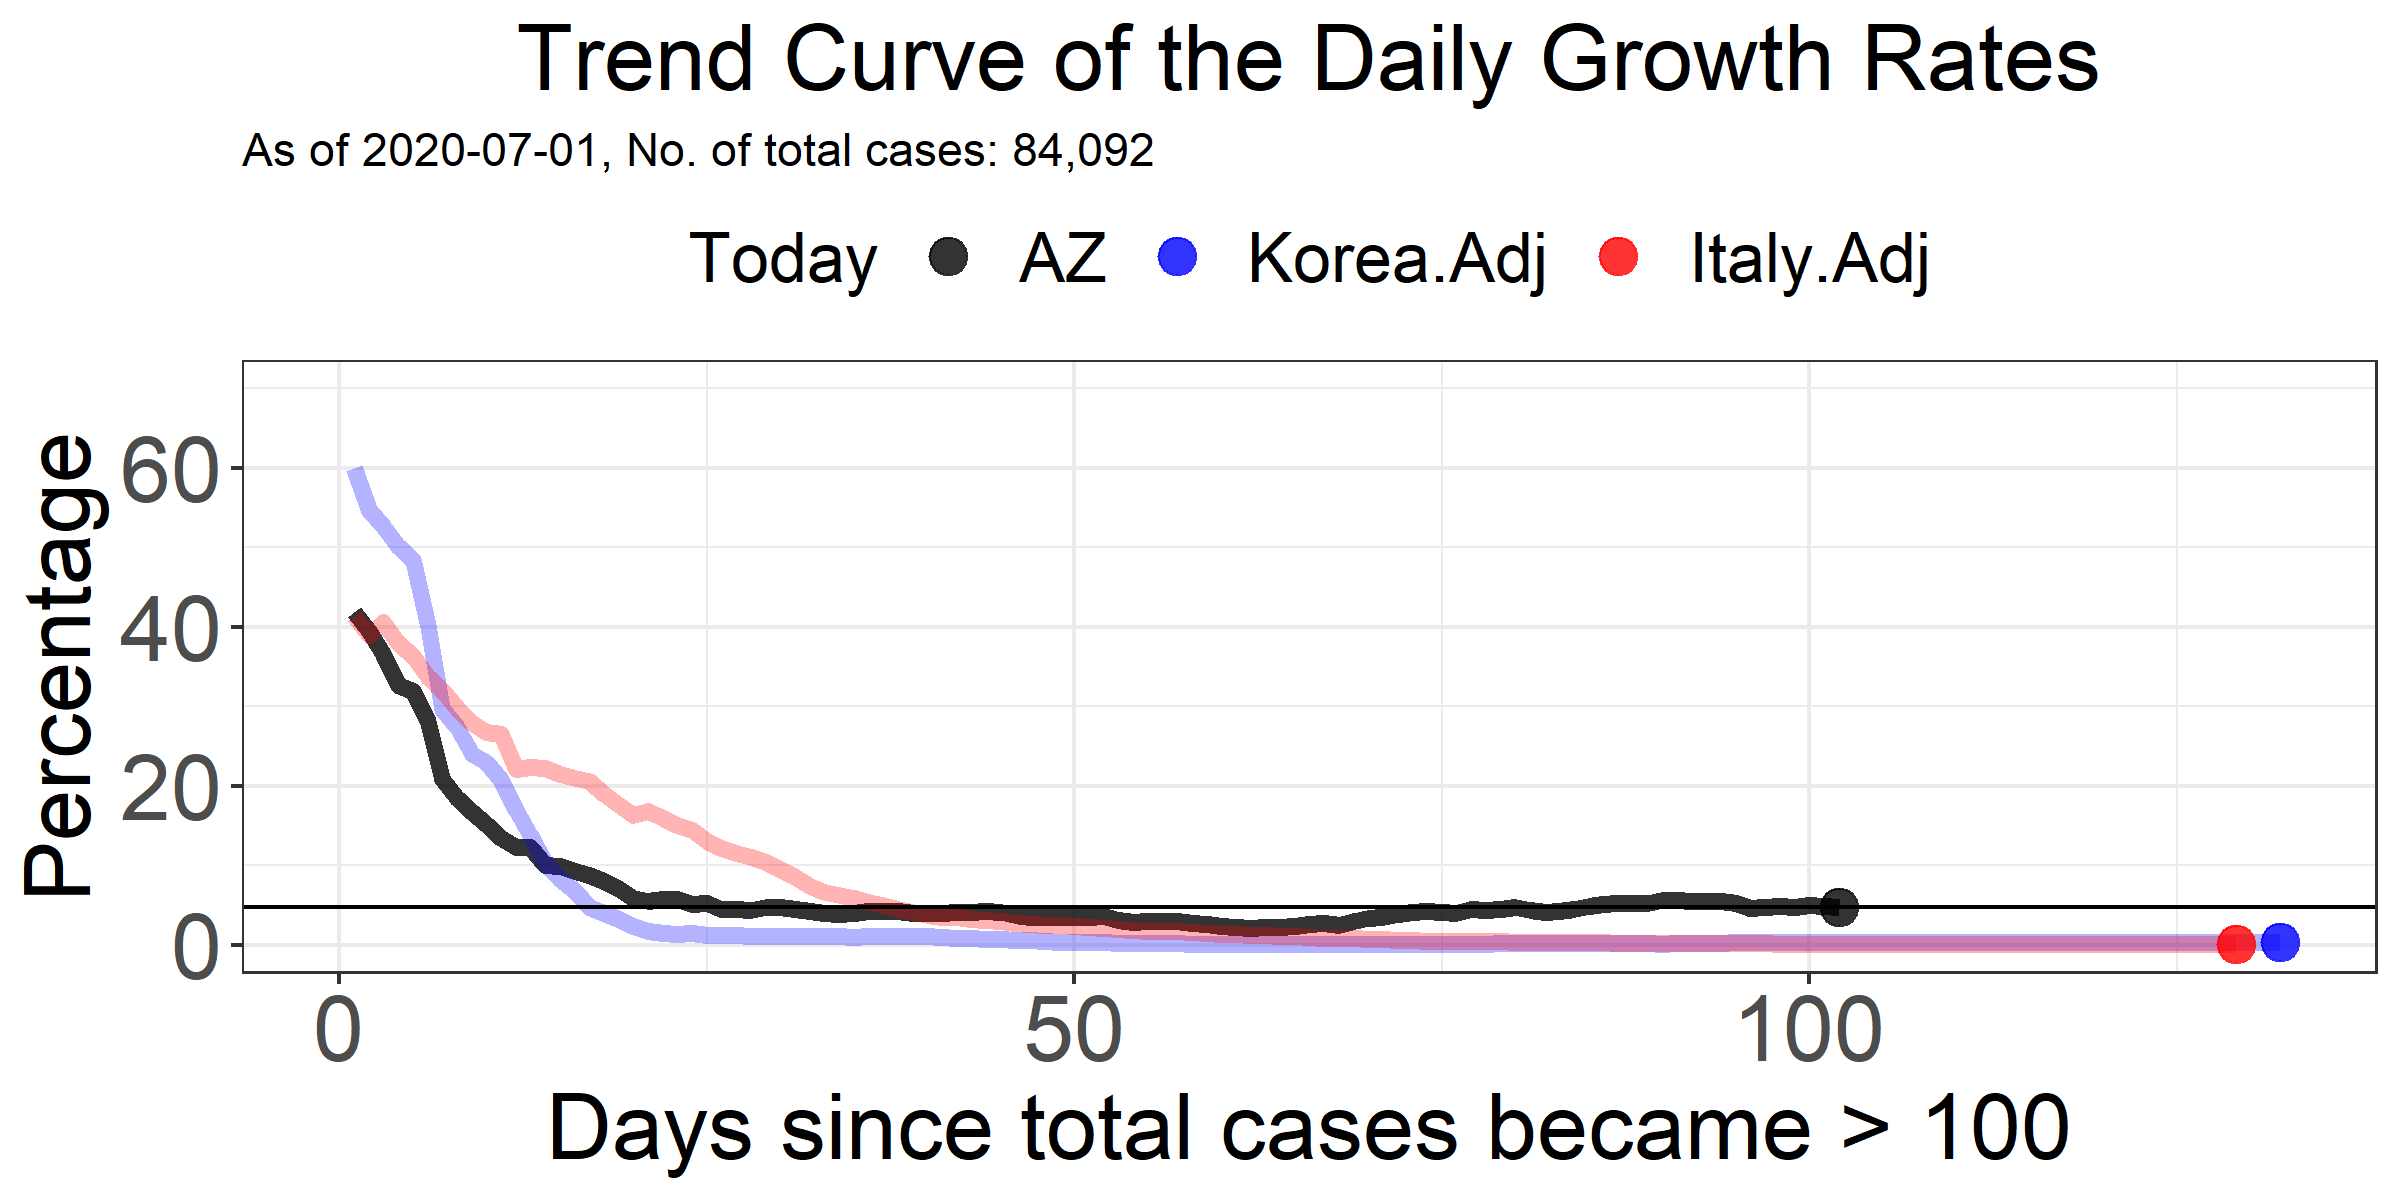 Trend Curve of the Daily Growth Rates
As of 2020-07-01, No. of total cases: 84,092
Today AZ Korea.Adj Italy.Adj
Percentage
60
40
20
0
0 50 100
Days since total cases became > 100